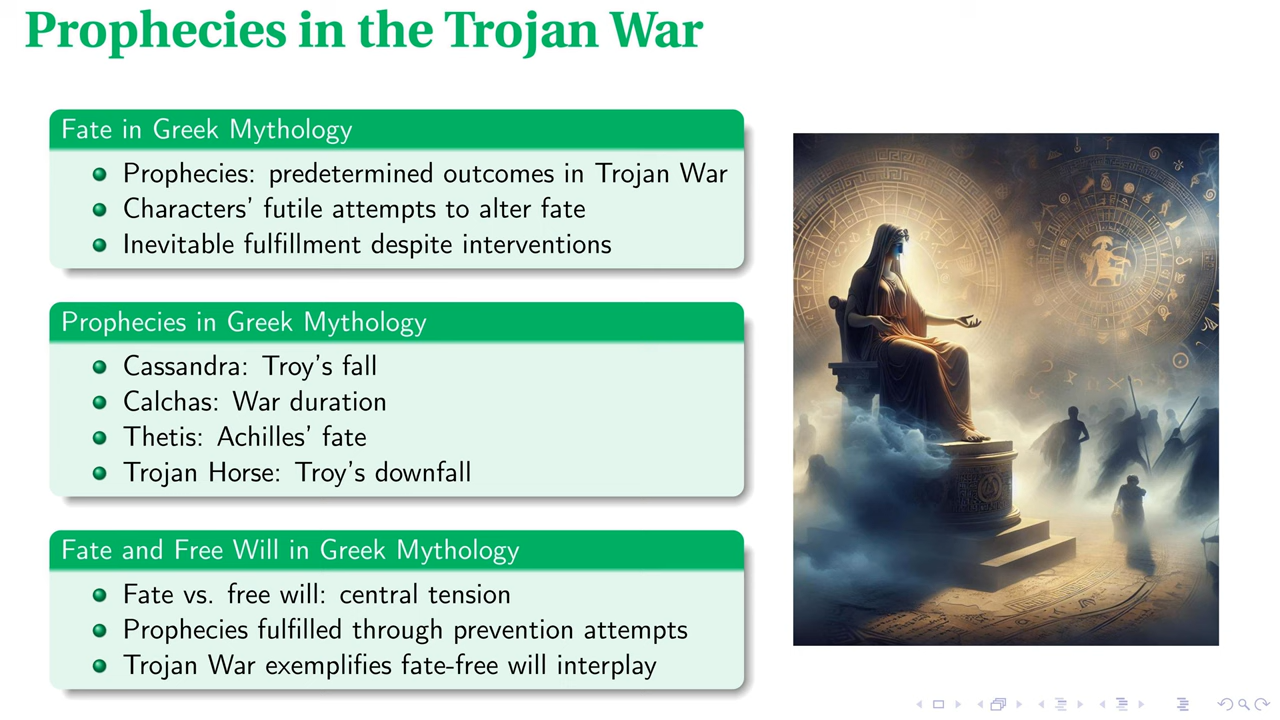 Prophecies in the Trojan War
Fate in Greek Mythology
Prophecies: predetermined outcomes in Trojan War
Characters' futile attempts to alter fate
Inevitable fulfillment despite interventions
Prophecies in Greek Mythology
Cassandra: Troy's fall
Calchas: War duration
Thetis: Achilles' fate
Trojan Horse: Troy's downfall
Fate and Free Will in Greek Mythology
Fate vs. free will: central tension
Prophecies fulfilled through prevention attempts
Trojan War exemplifies fate-free will interplay